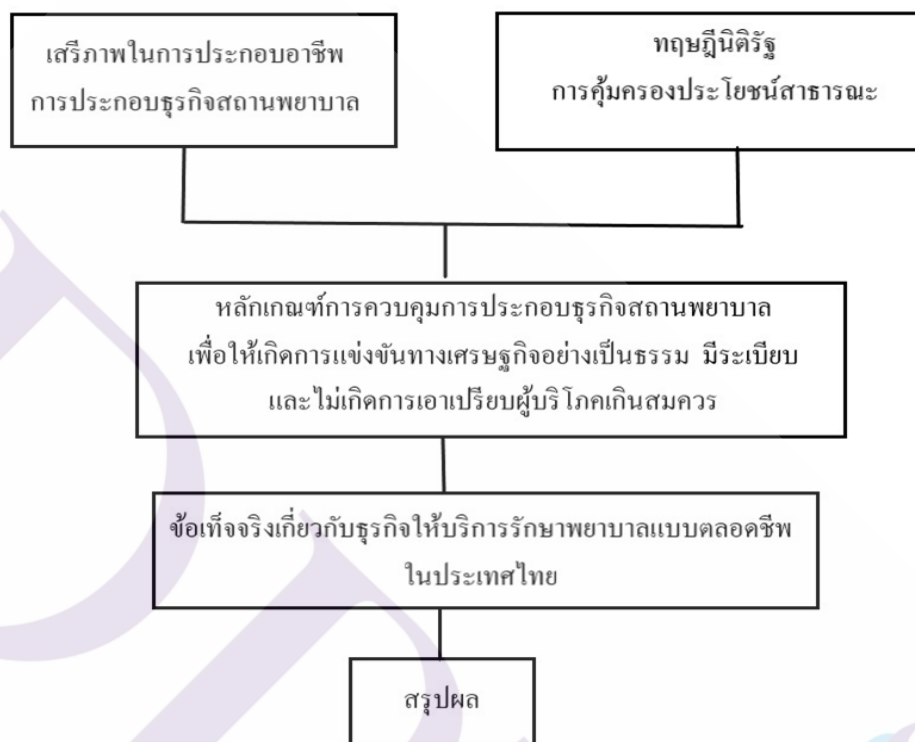 เสรีภาพในการประกอบอาชีพ
การประกอบธุรกิจสถานพยาบาล
ทฤษฎีนิติรัฐ
การคุ้มครองประโยชน์สาธารณะ
หลักเกณฑ์การควบคุมการประกอบธุรกิจสถานพยาบาล
เพื่อให้เกิดการแข่งขันทางเศรษฐกิจอย่างเป็นธรรม มีระเบียบ
และไม่เกิดการเอาเปรียบผู้บริโภคเกินสมควร
ข้อเท็จจริงเกี่ยวกับธุรกิจให้บริการรักษาพยาบาลแบบตลอดชีพ
ในประเทศไทย
สรุปผล